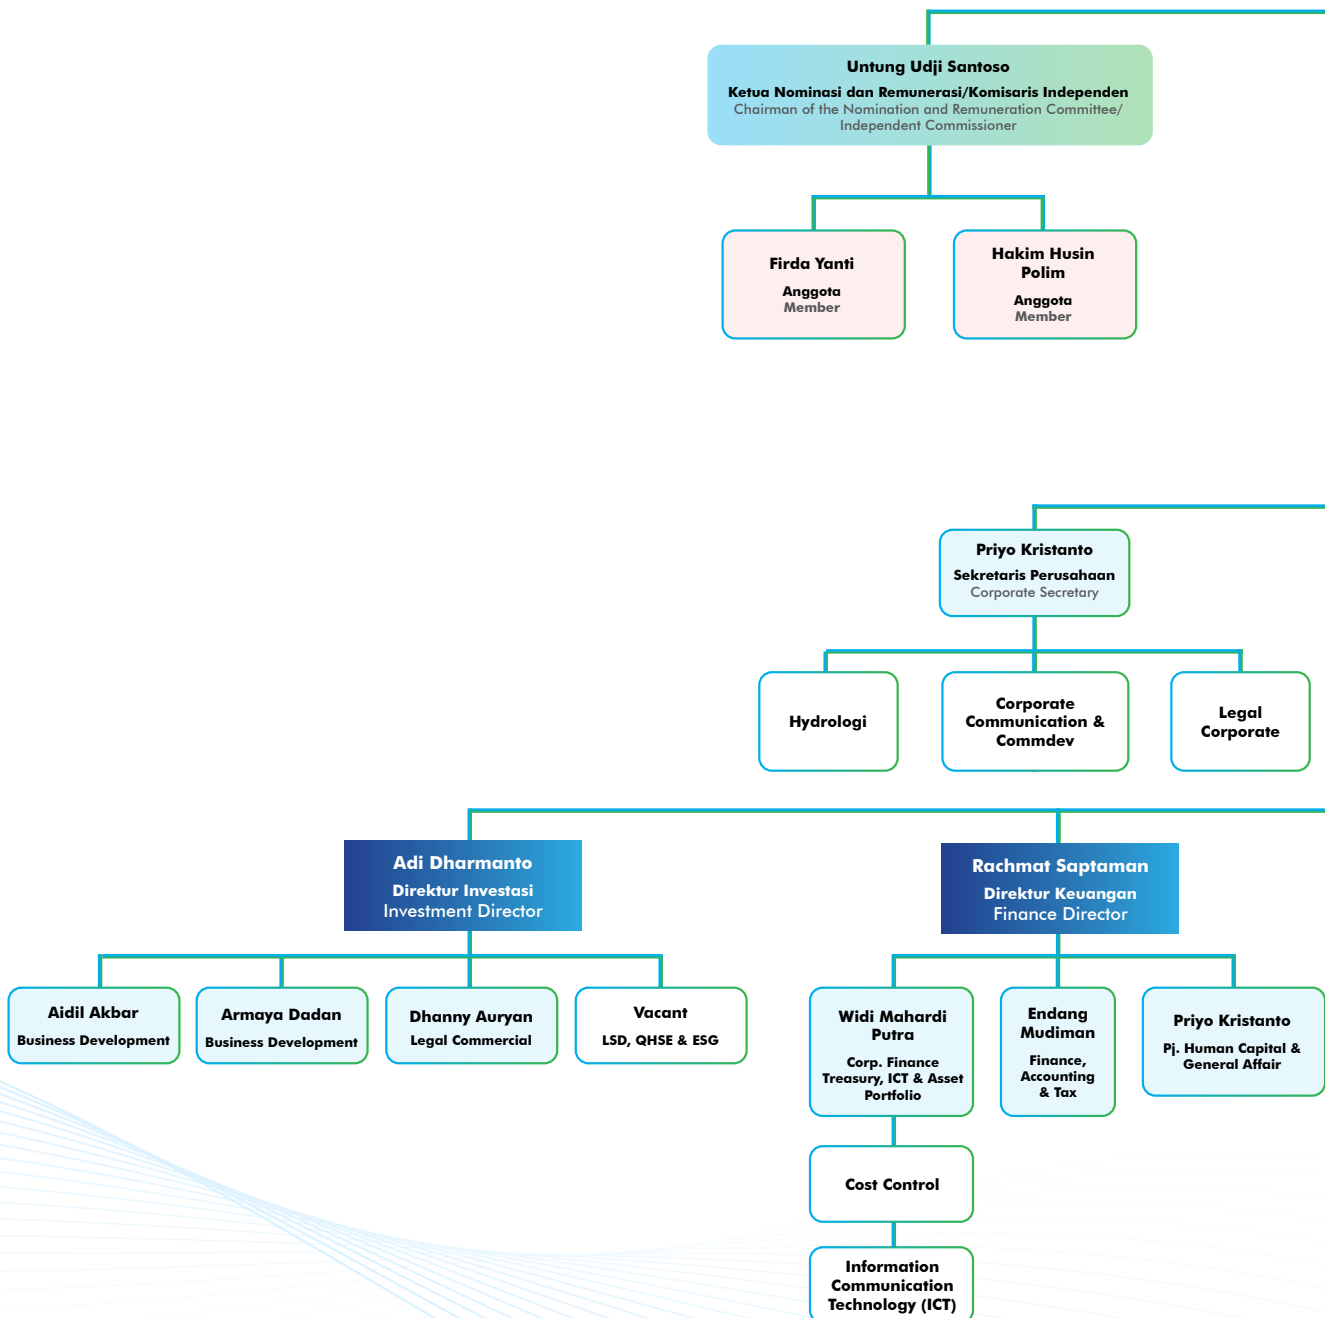 Untung Udji Santoso
Ketua Nominasi dan Remunerasi/Komisaris Independen
Chairman of the Nomination and Remuneration Committee/
Independent Commissioner
Firda Yanti
Anggota
Member
Hakim Husin
Polim
Anggota
Member
Priyo Kristanto
Sekretaris Perusahaan
Corporate Secretary
Hydrologi
Corporate
Communication &
Commdev
Legal
Corporate
Adi Dharmanto
Direktur Investasi
Investment Director
Rachmat Saptaman
Direktur Keuangan
Finance Director
Aidil Akbar
Business Development
Armaya Dadan
Business Development
Dhanny Auryan
Legal Commercial
Vacant
LSD, QHSE & ESG
Widi Mahardi
Putra
Corp. Finance
Treasury, ICT & Asset
Portfolio
Endang
Mudiman
Finance,
Accounting
& Tax
Priyo Kristanto
Pj. Human Capital &
General Affair
Cost Control
Information
Communication
Technology (ICT)